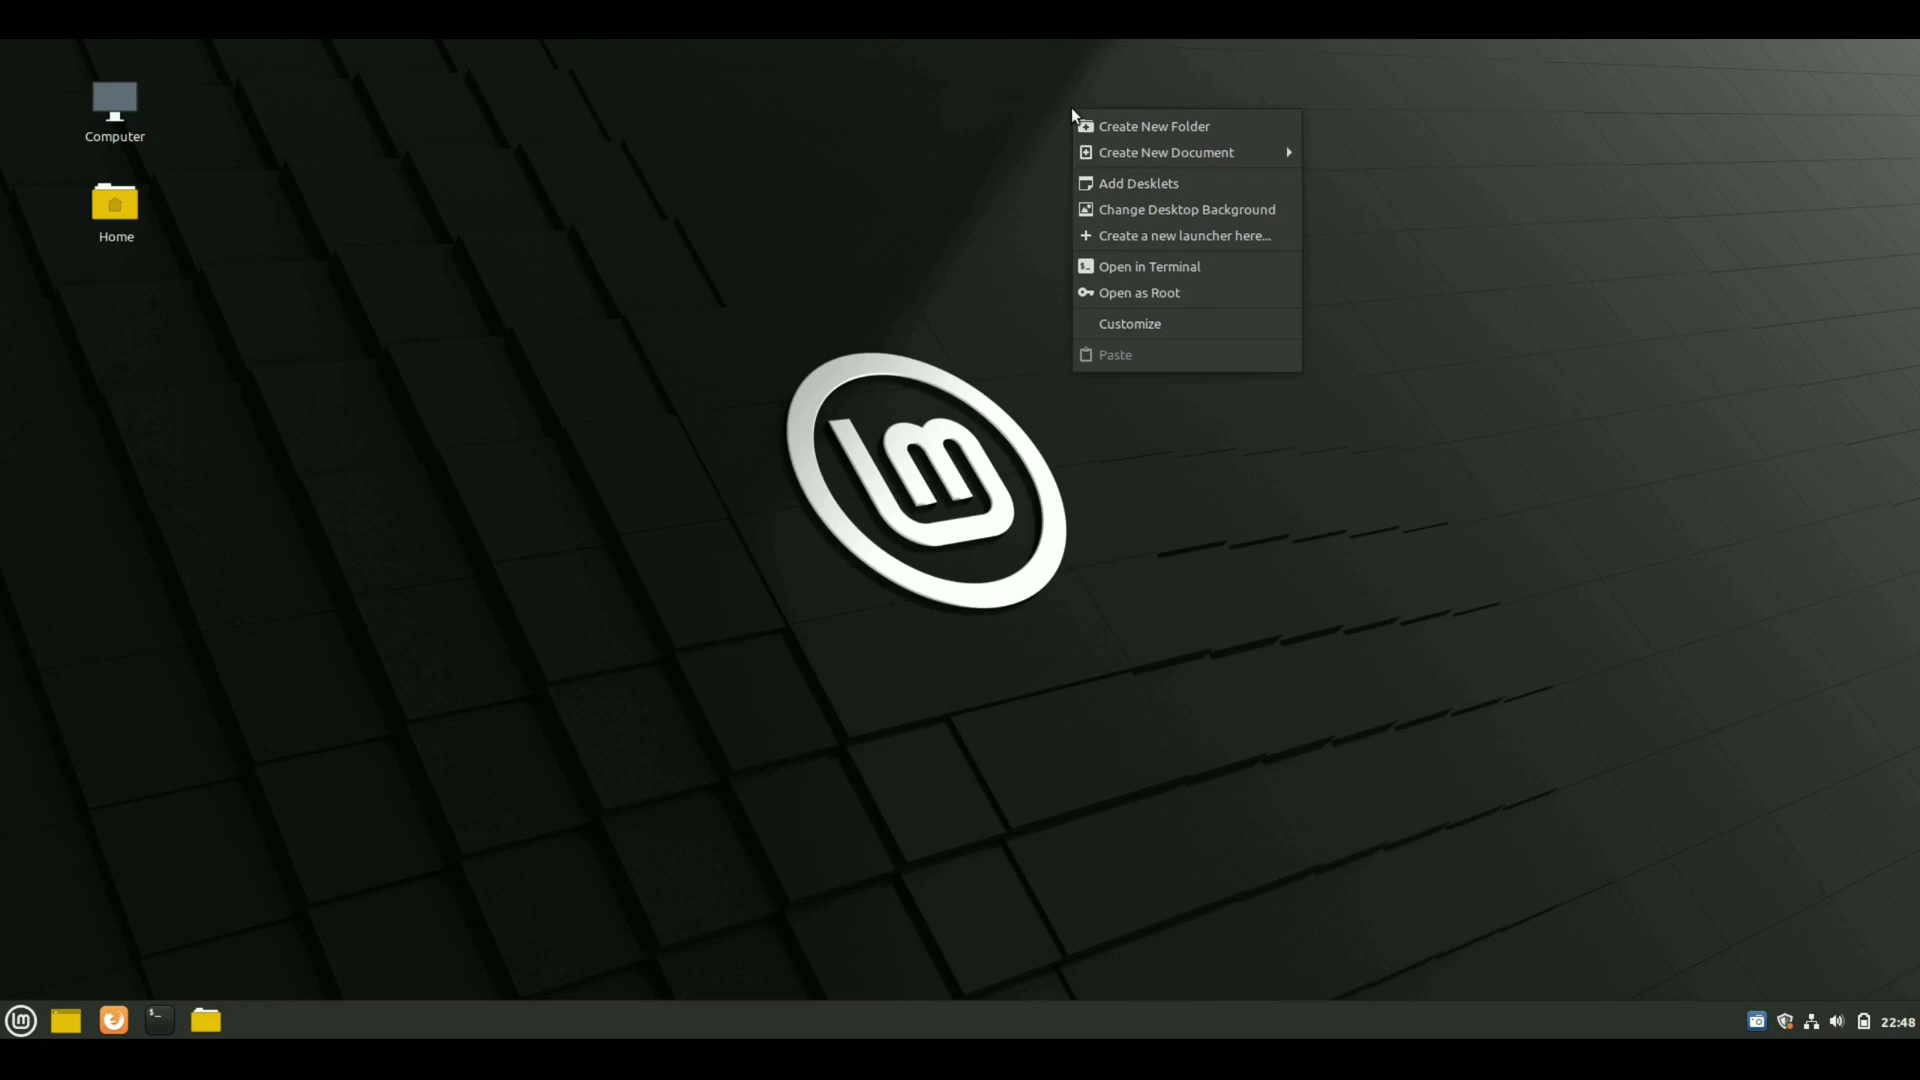 Computer
Home
Create New Folder
Create New Document
Add Desklets
Change Desktop Background
Create a new launcher here...
Open in Terminal
Open as Root
Customize
Paste
22:48